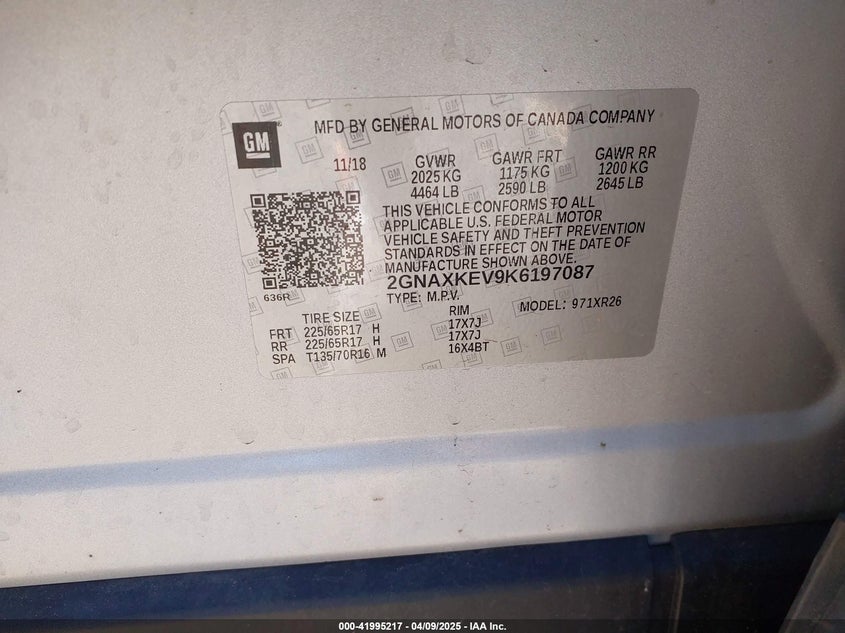 GM
MFD BY GENERAL MOTORS OF CANADA COMPANY
11/18 GVWR GAWR FRT GAWR RR
2025 KG 1175 KG 1200 KG
4464 LB 2590 LB 2645 LB
THIS VEHICLE CONFORMS TO ALL
APPLICABLE U.S. FEDERAL MOTOR
VEHICLE SAFETY AND THEFT PREVENTION
STANDARDS IN EFFECT ON THE DATE OF
MANUFACTURE SHOWN ABOVE.
2GNAXKEV9K6197087
636R
TYPE: M.P.V. MODEL: 971XR26
TIRE SIZE RIM
FRT 225/65R17 H 17X7J
RR 225/65R17 H 17X7J
SPA T135/70R16 M 16X4BT
000-41995217 - 04/09/2025 - IAA Inc.